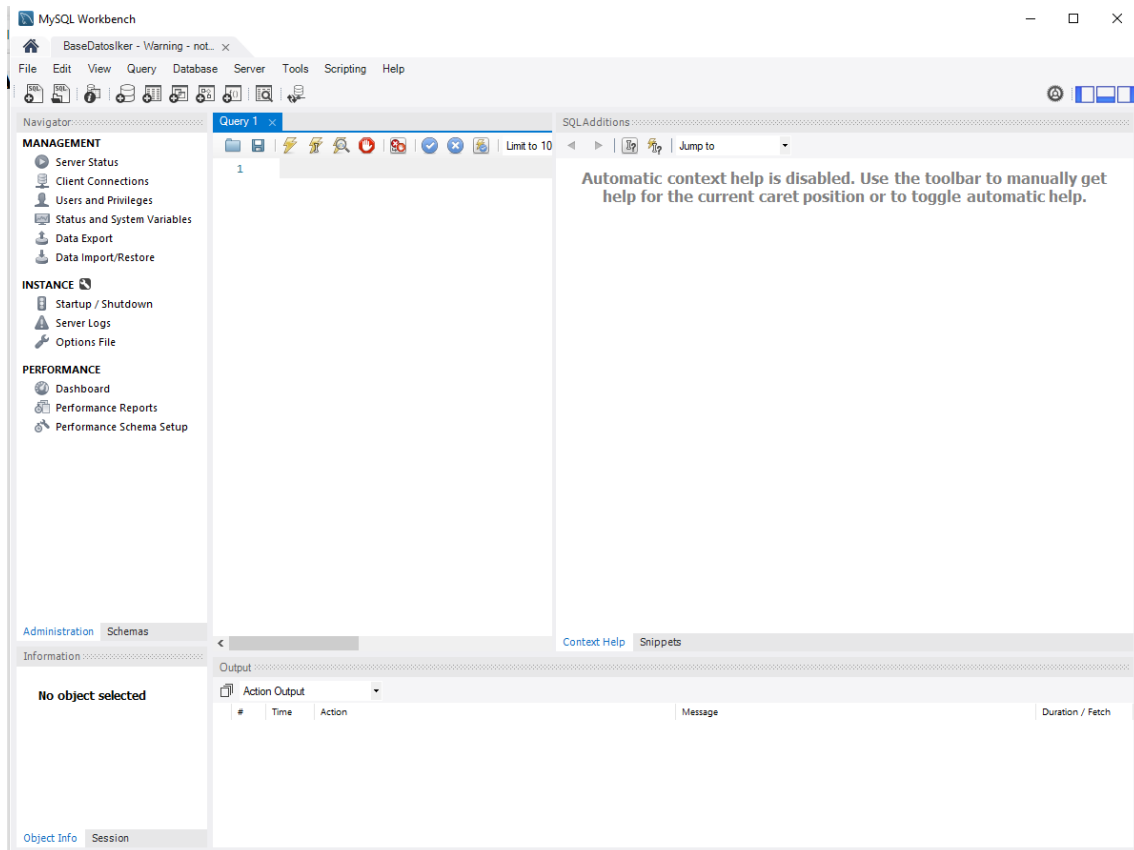 MySQL Workbench
BaseDatosIker - Warning - not...
File Edit View Query Database Server Tools Scripting Help
Navigator
MANAGEMENT
Server Status
Client Connections
Users and Privileges
Status and System Variables
Data Export
Data Import/Restore
INSTANCE
Startup / Shutdown
Server Logs
Options File
PERFORMANCE
Dashboard
Performance Reports
Performance Schema Setup
Administration Schemas
Information
No object selected
Object Info Session
Query 1
Limit to 10
1
SQLAdditions
Jump to
Automatic context help is disabled. Use the toolbar to manually get
help for the current caret position or to toggle automatic help.
Context Help Snippets
Output
Action Output
# Time Action Message Duration / Fetch